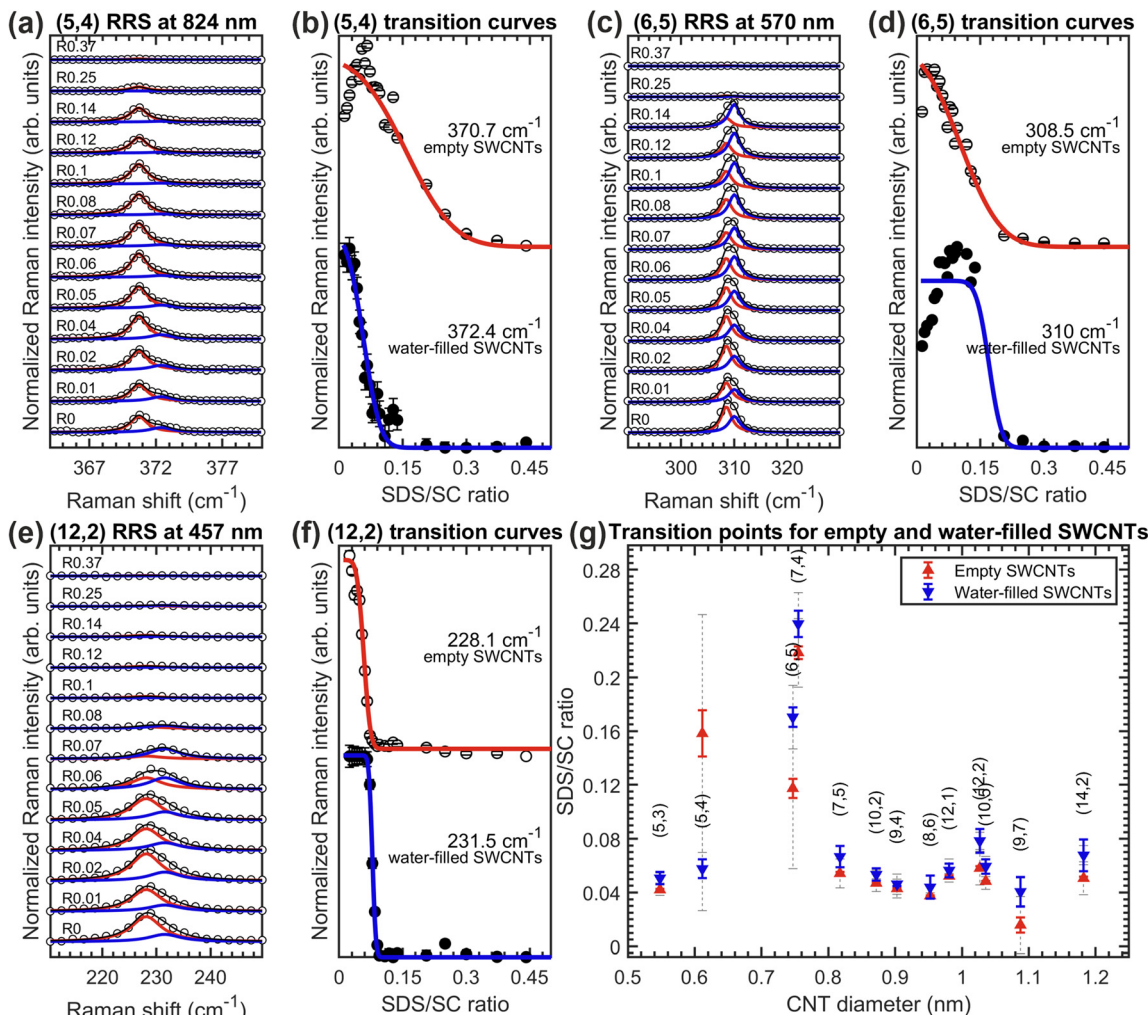 (a) (5,4) RRS at 824 nm
Normalized Raman intensity (arb. units)
R0.37
R0.25
R0.14
R0.12
R0.1
R0.08
R0.07
R0.06
R0.05
R0.04
R0.02
R0.01
R0
367 372 377
Raman shift (cm⁻¹)
(b) (5,4) transition curves
Normalized Raman intensity (arb. units)
370.7 cm⁻¹
empty SWCNTs
372.4 cm⁻¹
water-filled SWCNTs
0 0.15 0.3 0.45
SDS/SC ratio
(c) (6,5) RRS at 570 nm
Normalized Raman intensity (arb. units)
R0.37
R0.25
R0.14
R0.12
R0.1
R0.08
R0.07
R0.06
R0.05
R0.04
R0.02
R0.01
R0
300 310 320
Raman shift (cm⁻¹)
(d) (6,5) transition curves
Normalized Raman intensity (arb. units)
308.5 cm⁻¹
empty SWCNTs
310 cm⁻¹
water-filled SWCNTs
0 0.15 0.3 0.45
SDS/SC ratio
(e) (12,2) RRS at 457 nm
Normalized Raman intensity (arb. units)
R0.37
R0.25
R0.14
R0.12
R0.1
R0.08
R0.07
R0.06
R0.05
R0.04
R0.02
R0.01
R0
220 230 240
Raman shift (cm⁻¹)
(f) (12,2) transition curves
Normalized Raman intensity (arb. units)
228.1 cm⁻¹
empty SWCNTs
231.5 cm⁻¹
water-filled SWCNTs
0 0.15 0.3 0.45
SDS/SC ratio
(g) Transition points for empty and water-filled SWCNTs
SDS/SC ratio
0.28
0.24
0.2
0.16
0.12
0.08
0.04
0
Empty SWCNTs
Water-filled SWCNTs
(5,3)
(5,4)
(6,5)
(7,4)
(7,5)
(10,2)
(9,4)
(8,6)
(12,1)
(12,2)
(9,7)
(14,2)
0.5 0.6 0.7 0.8 0.9 1 1.1 1.2
CNT diameter (nm)